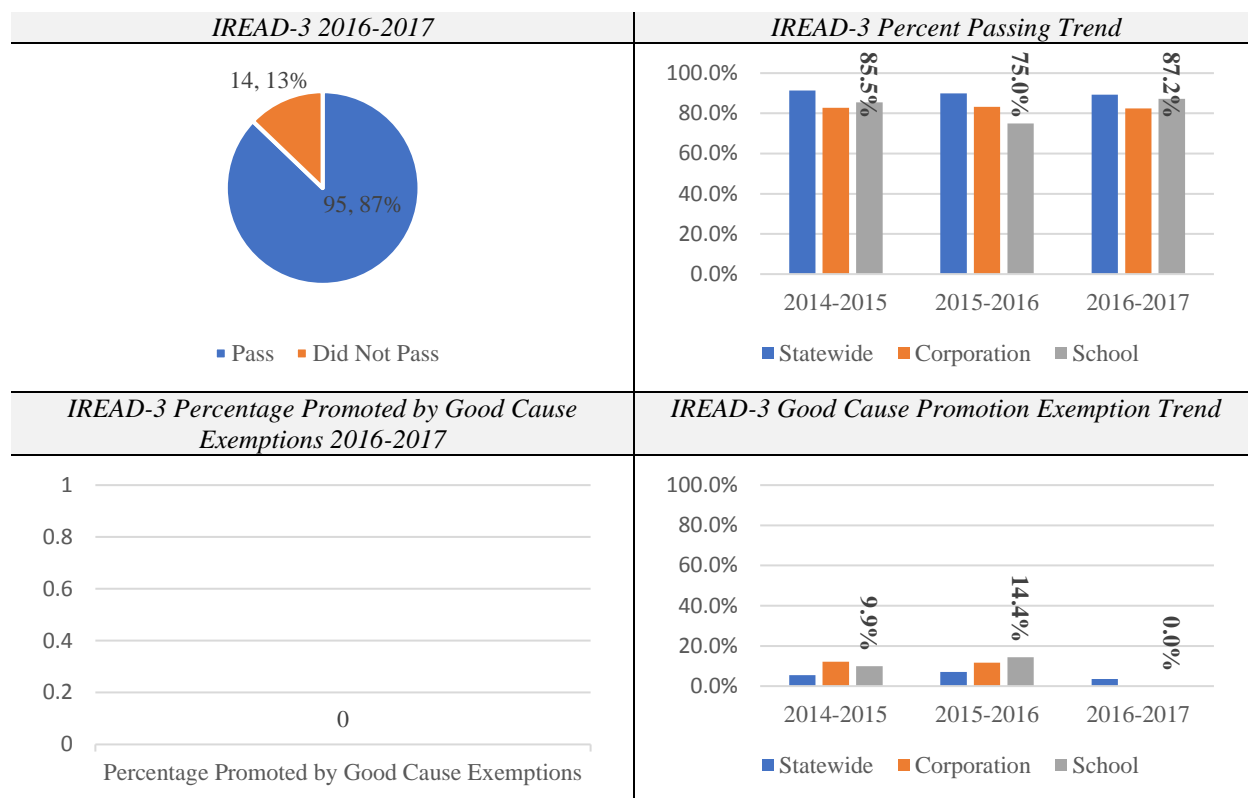 IREAD-3 2016-2017
14, 13%
95, 87%
Pass Did Not Pass
IREAD-3 Percent Passing Trend
100.0%
80.0%
60.0%
40.0%
20.0%
0.0%
85.5%
75.0%
87.2%
2014-2015 2015-2016 2016-2017
Statewide Corporation School
IREAD-3 Percentage Promoted by Good Cause
Exemptions 2016-2017
1
0.8
0.6
0.4
0.2
0
0
Percentage Promoted by Good Cause Exemptions
IREAD-3 Good Cause Promotion Exemption Trend
100.0%
80.0%
60.0%
40.0%
20.0%
0.0%
9.9%
14.4%
0.0%
2014-2015 2015-2016 2016-2017
Statewide Corporation School